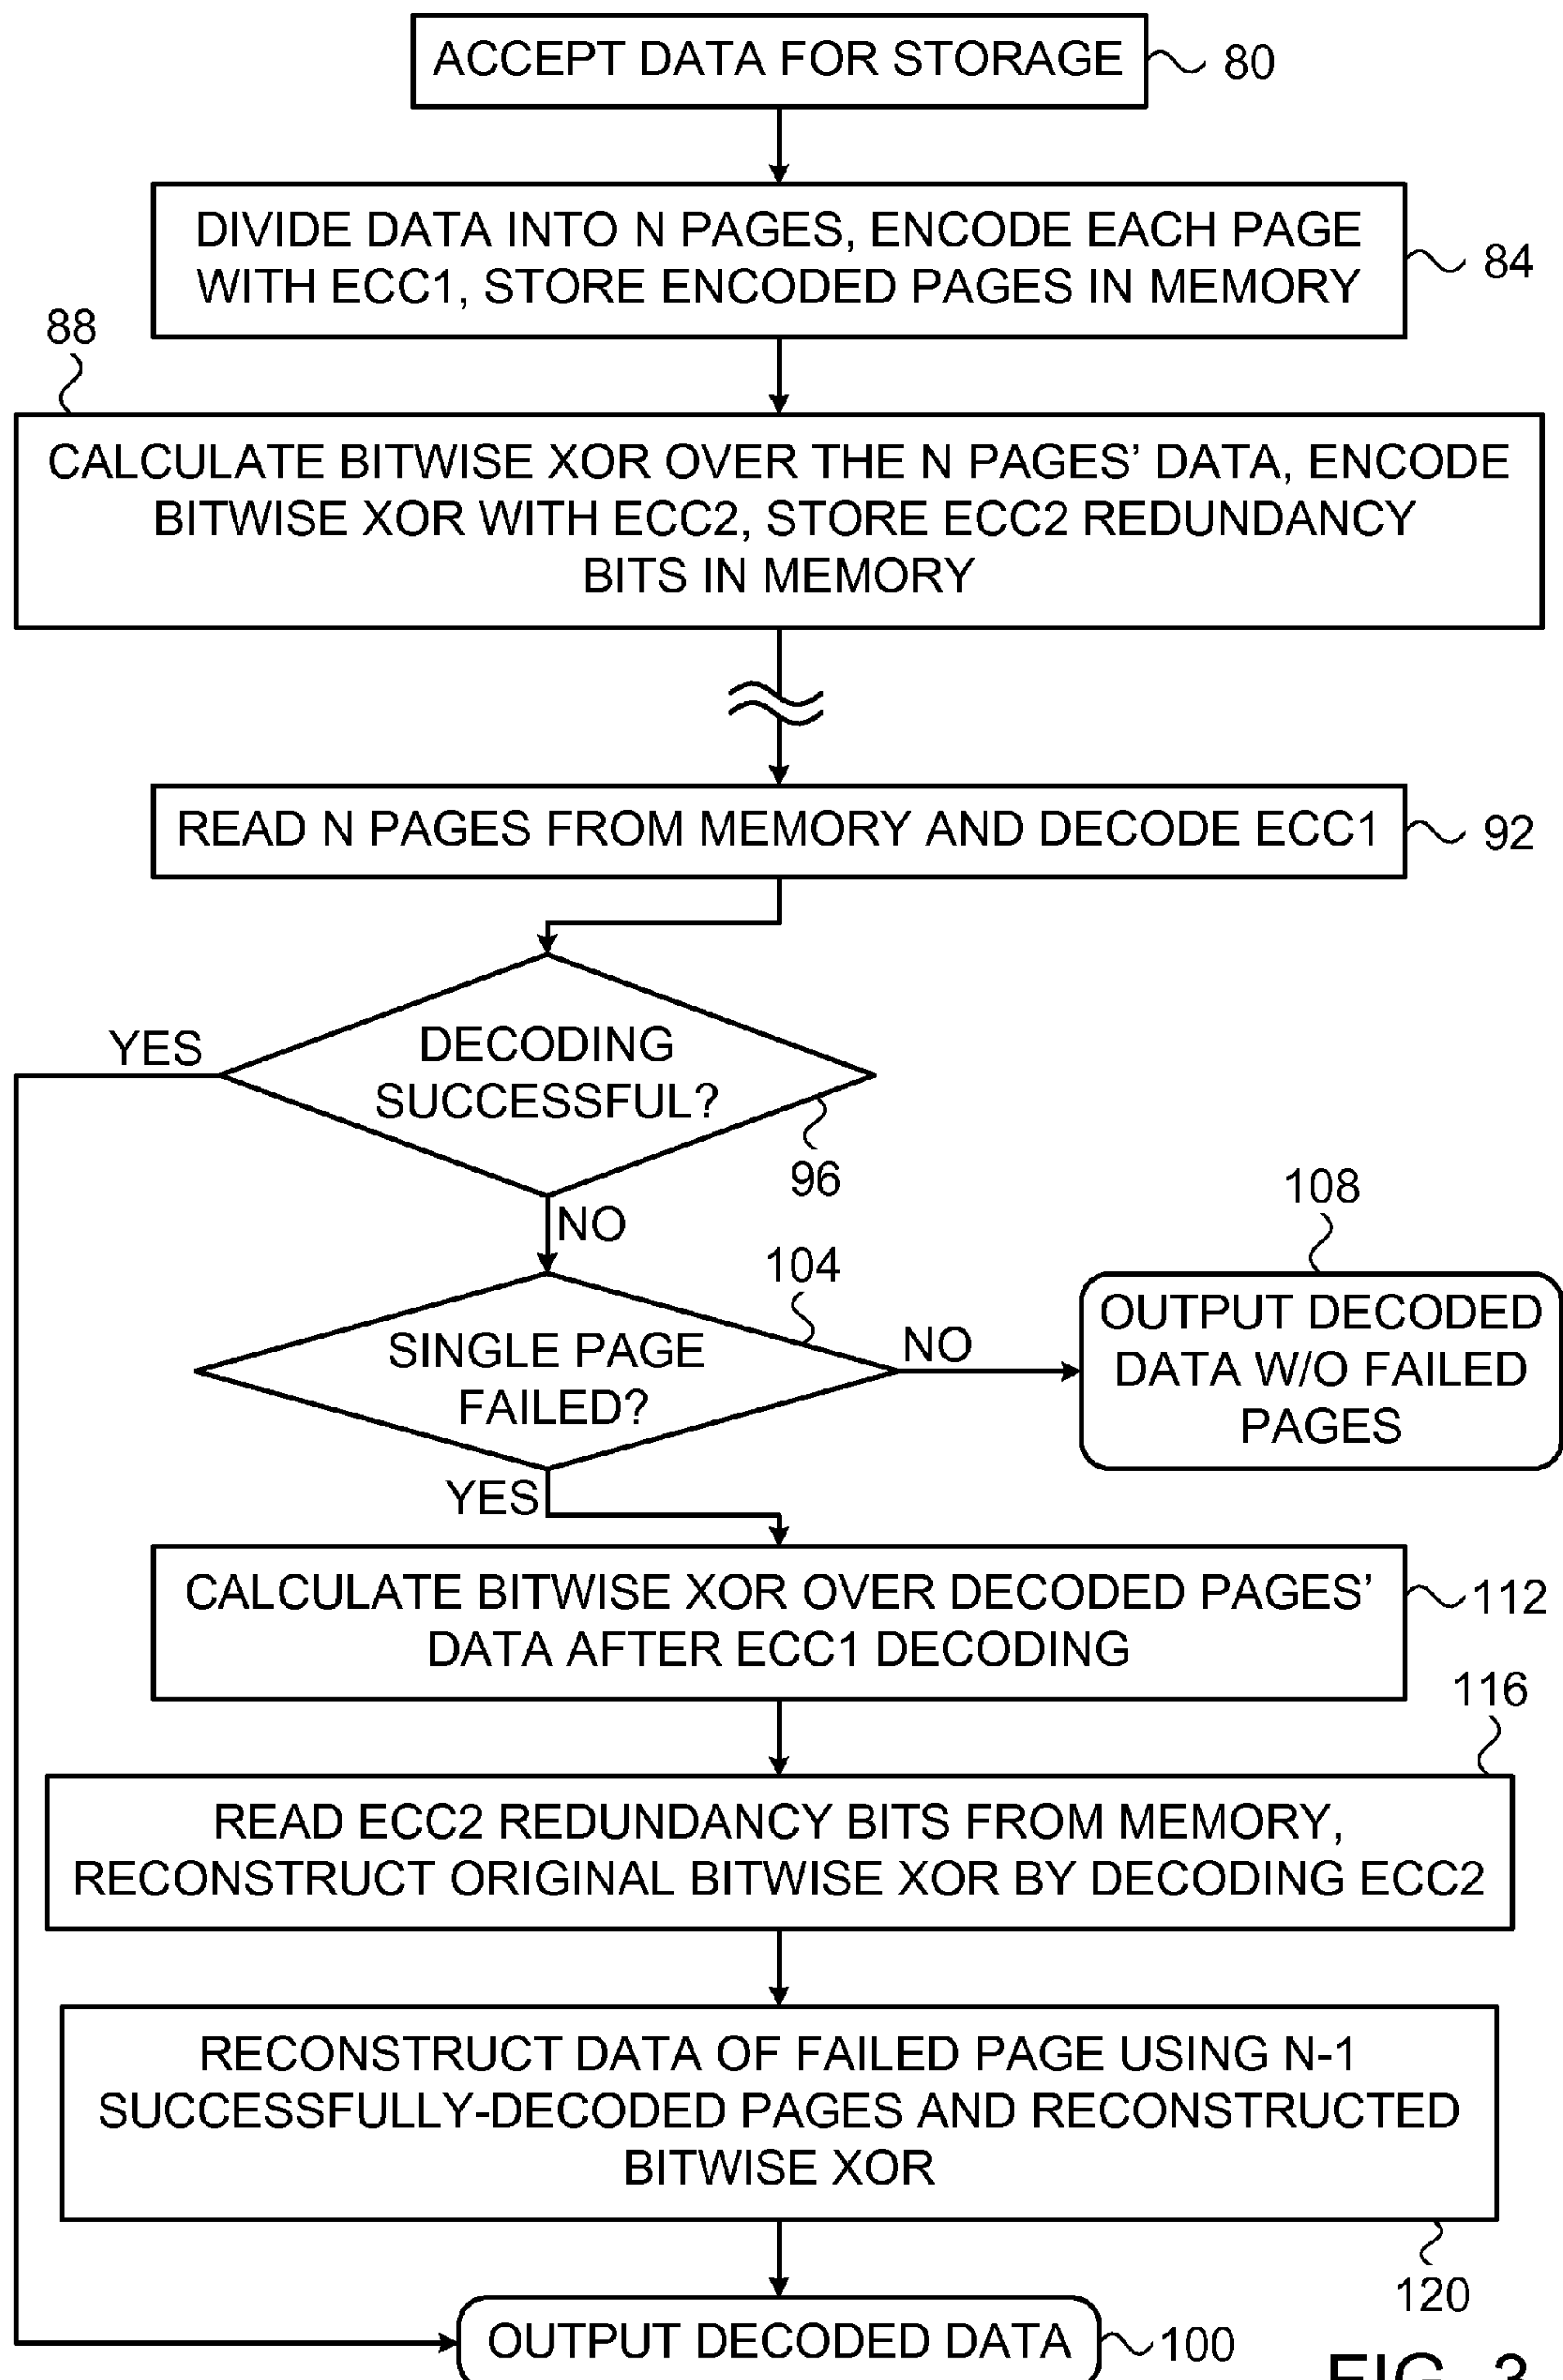 ACCEPT DATA FOR STORAGE
80
DIVIDE DATA INTO N PAGES, ENCODE EACH PAGE
WITH ECC1, STORE ENCODED PAGES IN MEMORY
84
88
CALCULATE BITWISE XOR OVER THE N PAGES' DATA, ENCODE
BITWISE XOR WITH ECC2, STORE ECC2 REDUNDANCY
BITS IN MEMORY
READ N PAGES FROM MEMORY AND DECODE ECC1
92
YES
DECODING
SUCCESSFUL?
96
NO
104
108
SINGLE PAGE
FAILED?
NO
OUTPUT DECODED
DATA W/O FAILED
PAGES
YES
CALCULATE BITWISE XOR OVER DECODED PAGES'
DATA AFTER ECC1 DECODING
112
116
READ ECC2 REDUNDANCY BITS FROM MEMORY,
RECONSTRUCT ORIGINAL BITWISE XOR BY DECODING ECC2
RECONSTRUCT DATA OF FAILED PAGE USING N-1
SUCCESSFULLY-DECODED PAGES AND RECONSTRUCTED
BITWISE XOR
120
OUTPUT DECODED DATA
100
FIG. 3